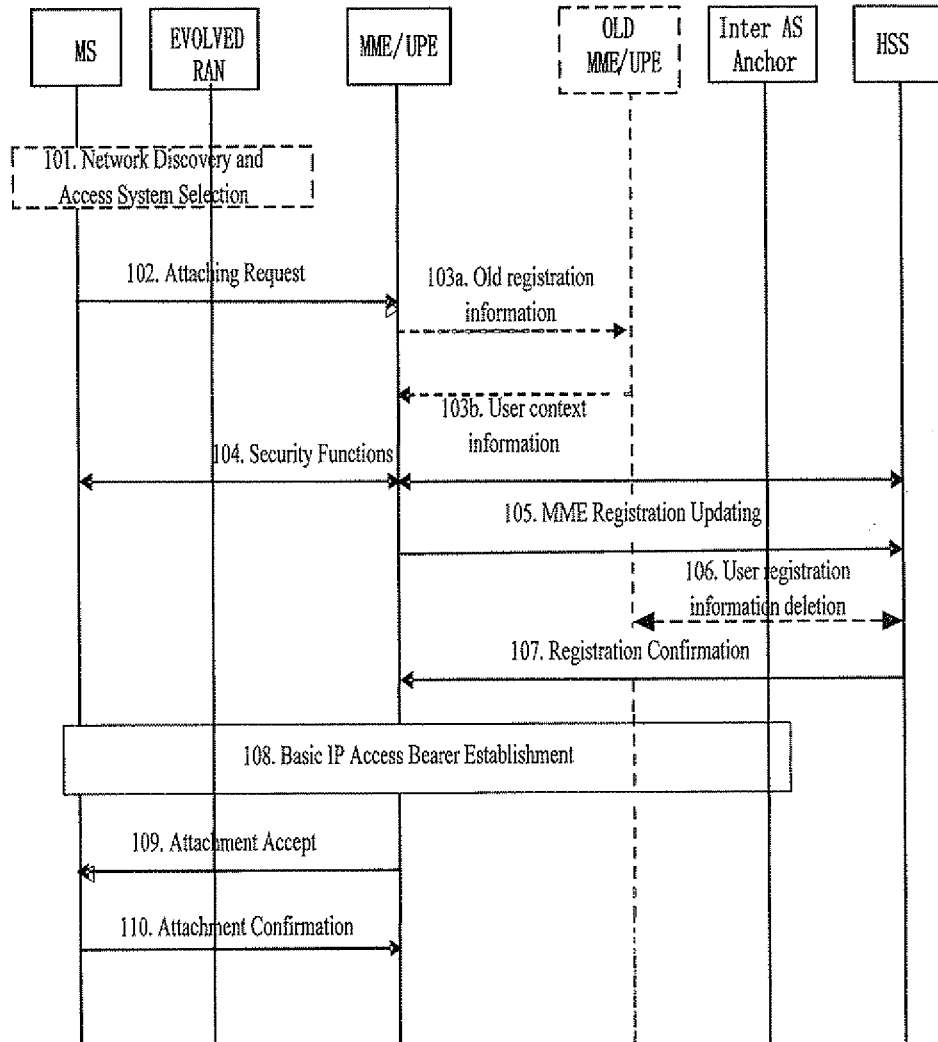 MS
EVOLVED
RAN
MME/UPE
OLD
MME/UPE
Inter AS
Anchor
HSS
101. Network Discovery and
Access System Selection
102. Attaching Request
103a. Old registration
information
103b. User context
information
104. Security Functions
105. MME Registration Updating
106. User registration
information deletion
107. Registration Confirmation
108. Basic IP Access Bearer Establishment
109. Attachment Accept
110. Attachment Confirmation